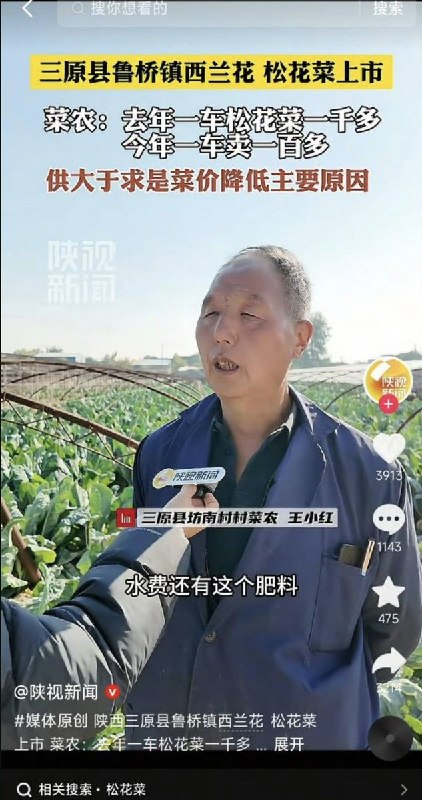 搜你想看的
搜索
三原县鲁桥镇西兰花 松花菜上市
菜农：去年一车松花菜一千多
今年一车卖一百多
供大于求是菜价降低主要原因
陕视
新闻
陕视
新闻
3913
陕视新闻
三原县坊南村村菜农 王小红
1143
水费还有这个肥料
475
@陕视新闻
#媒体原创 陕西三原县鲁桥镇西兰花 松花菜
上市 菜农：去年一车松花菜一千多 ... 展开
相关搜索·松花菜